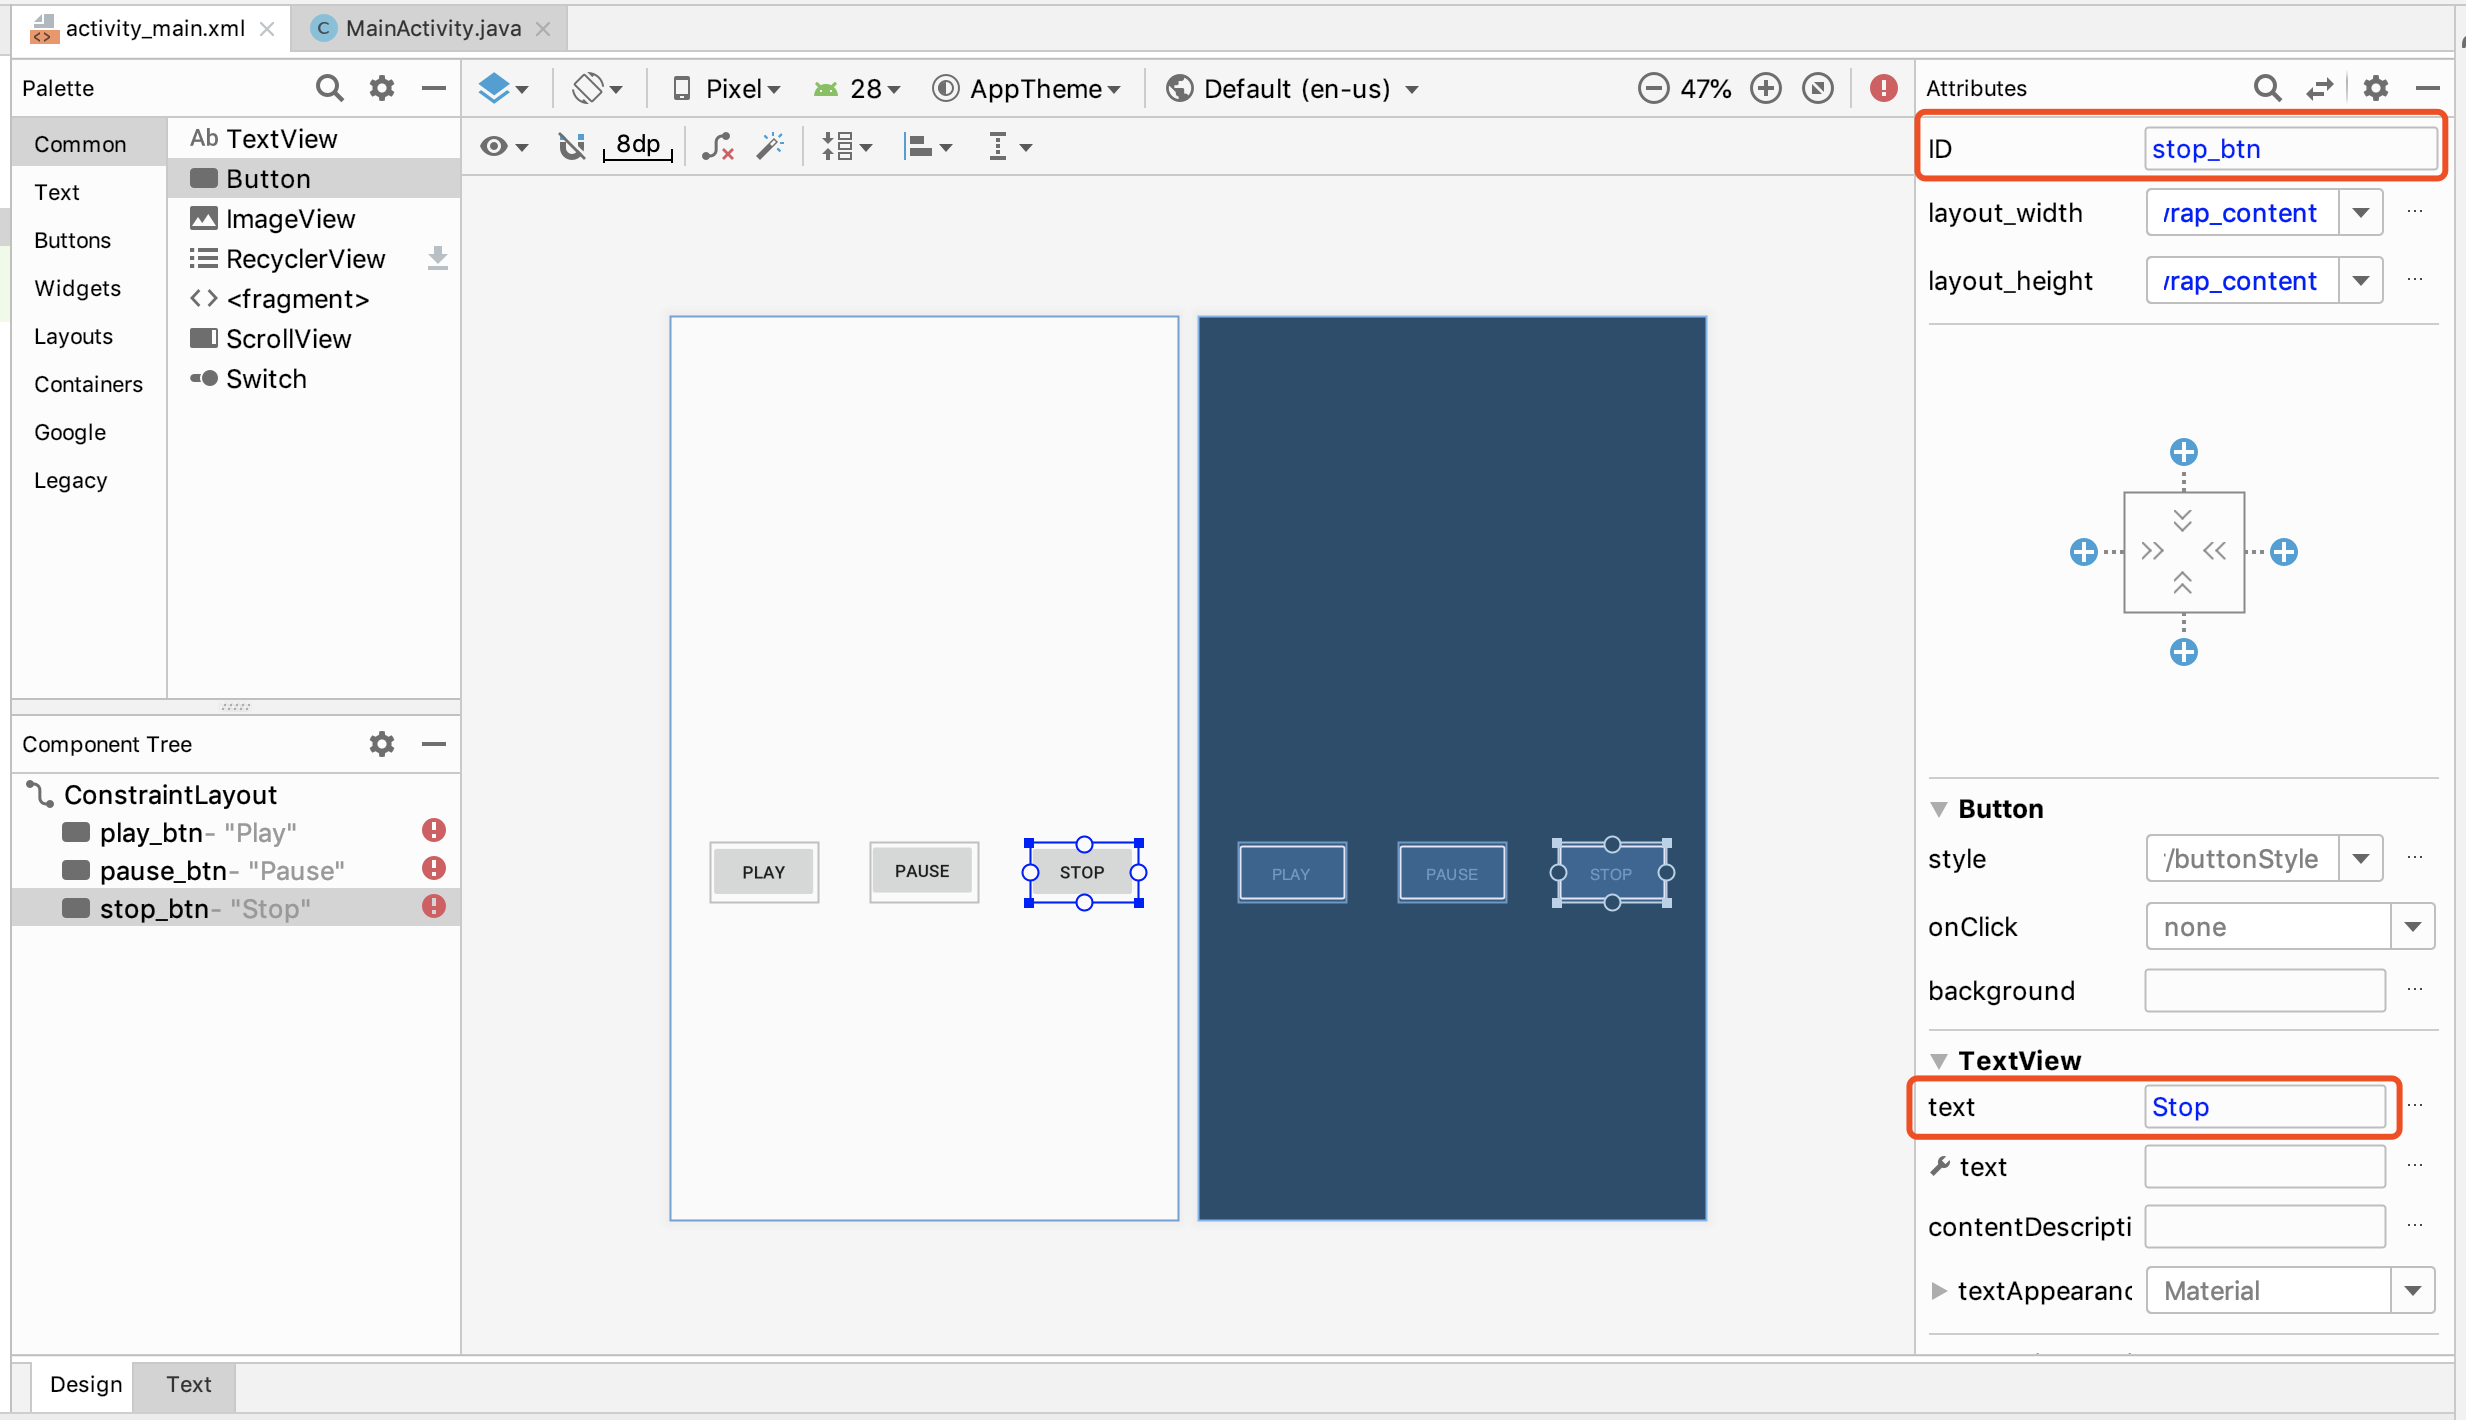 activity_main.xml
MainActivity.java
Palette
Pixel
28
AppTheme
Default (en-us)
47%
Attributes
8dp
Common
Text
Buttons
Widgets
Layouts
Containers
Google
Legacy
Ab TextView
Button
ImageView
RecyclerView
<fragment>
ScrollView
Switch
Component Tree
ConstraintLayout
play_btn- "Play"
pause_btn- "Pause"
stop_btn- "Stop"
PLAY
PAUSE
STOP
PLAY
PAUSE
STOP
ID stop_btn
layout_width rap_content
layout_height rap_content
Button
style /buttonStyle
onClick none
background
TextView
text Stop
text
contentDescripti
textAppearanc Material
Design
Text